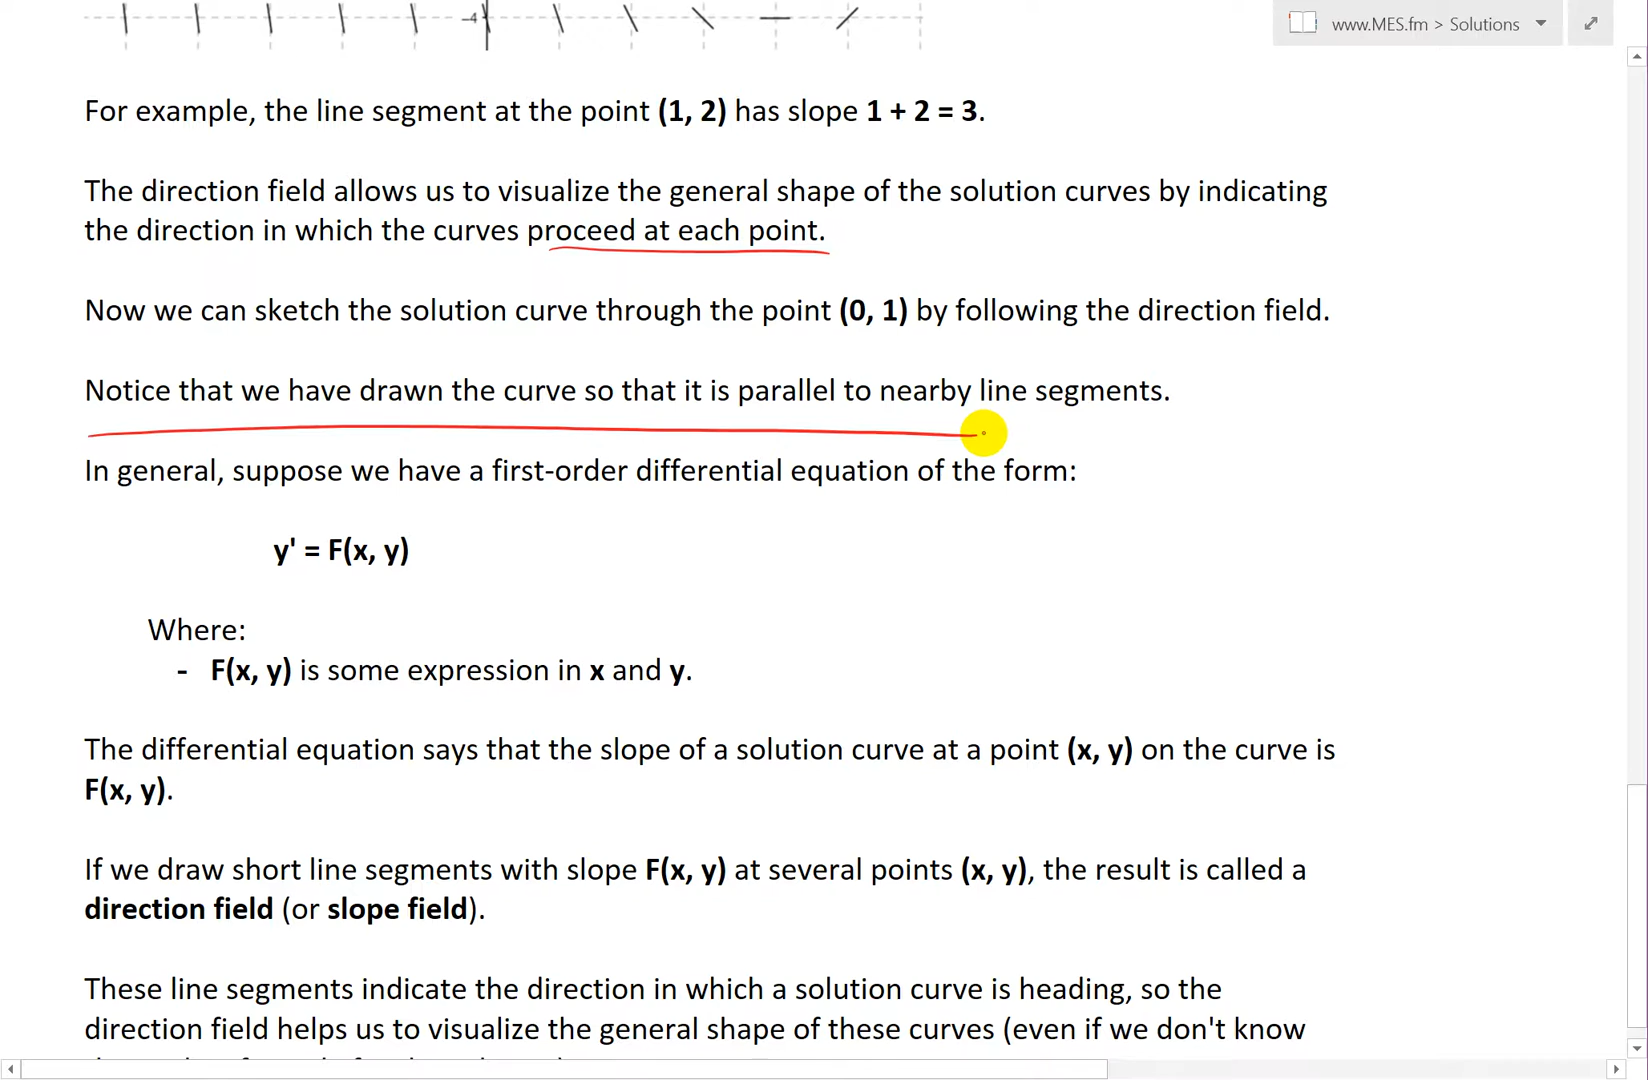 -4
www.MES.fm > Solutions
For example, the line segment at the point (1, 2) has slope 1 + 2 = 3.
The direction field allows us to visualize the general shape of the solution curves by indicating
the direction in which the curves proceed at each point.
Now we can sketch the solution curve through the point (0, 1) by following the direction field.
Notice that we have drawn the curve so that it is parallel to nearby line segments.
In general, suppose we have a first-order differential equation of the form:
y' = F(x, y)
Where:
- F(x, y) is some expression in x and y.
The differential equation says that the slope of a solution curve at a point (x, y) on the curve is
F(x, y).
If we draw short line segments with slope F(x, y) at several points (x, y), the result is called a
direction field (or slope field).
These line segments indicate the direction in which a solution curve is heading, so the
direction field helps us to visualize the general shape of these curves (even if we don't know